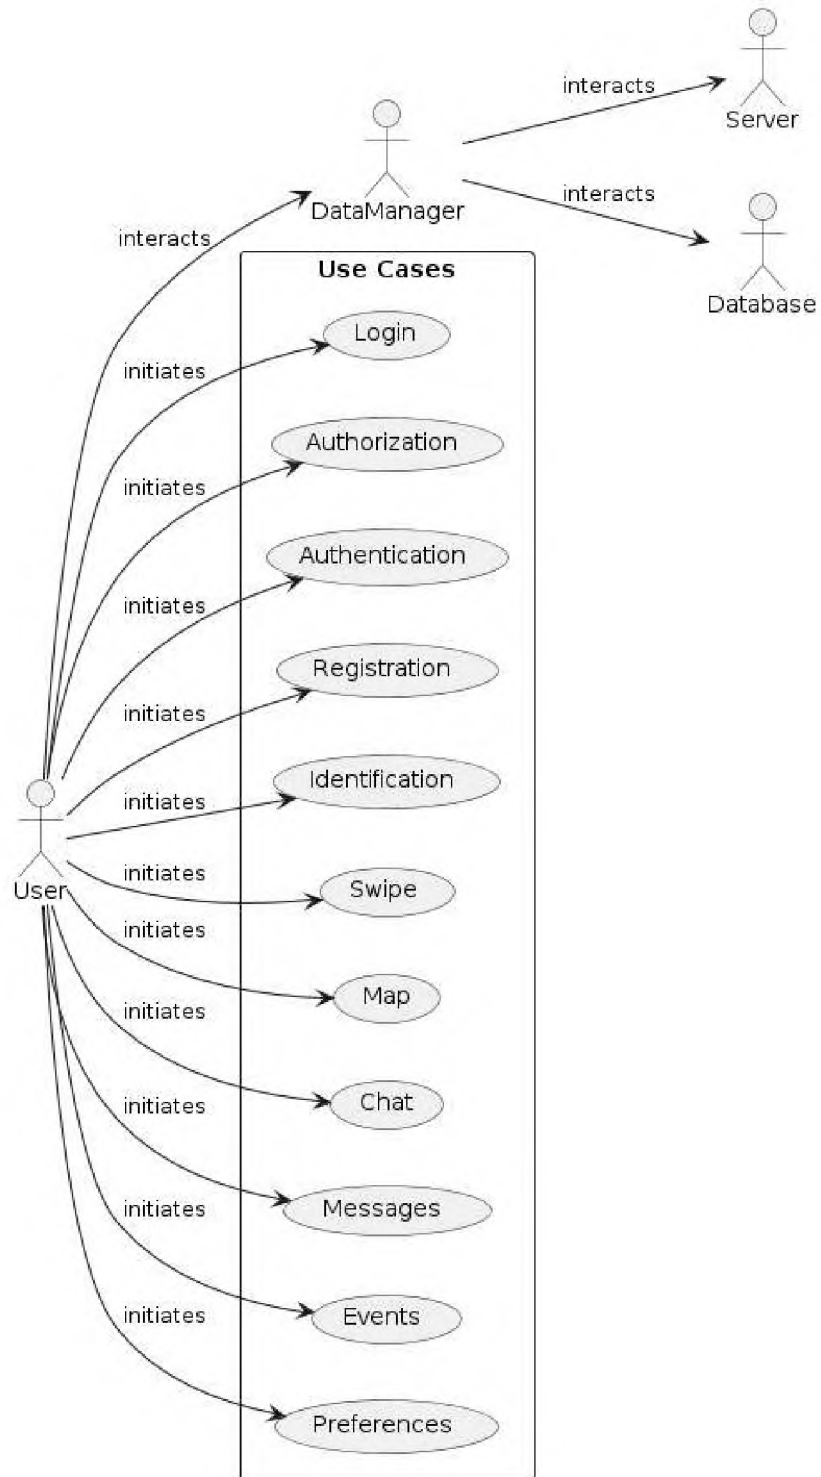 interacts
Server
DataManager
interacts
Database
interacts
Use Cases
Login
initiates
Authorization
initiates
Authentication
initiates
Registration
initiates
Identification
initiates
Swipe
initiates
User
Map
initiates
Chat
initiates
Messages
initiates
Events
initiates
Preferences
initiates